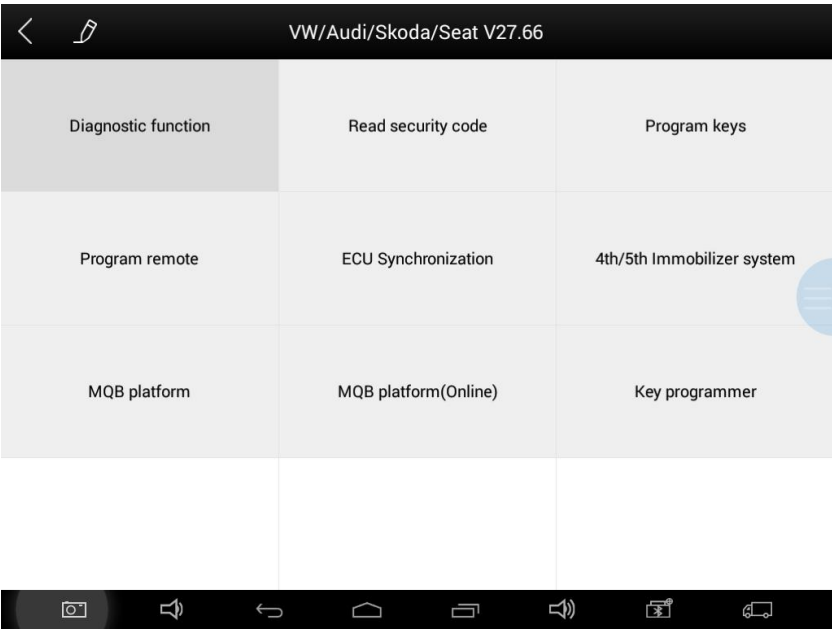 VW/Audi/Skoda/Seat V27.66
Diagnostic function
Read security code
Program keys
Program remote
ECU Synchronization
4th/5th Immobilizer system
MQB platform
MQB platform(Online)
Key programmer